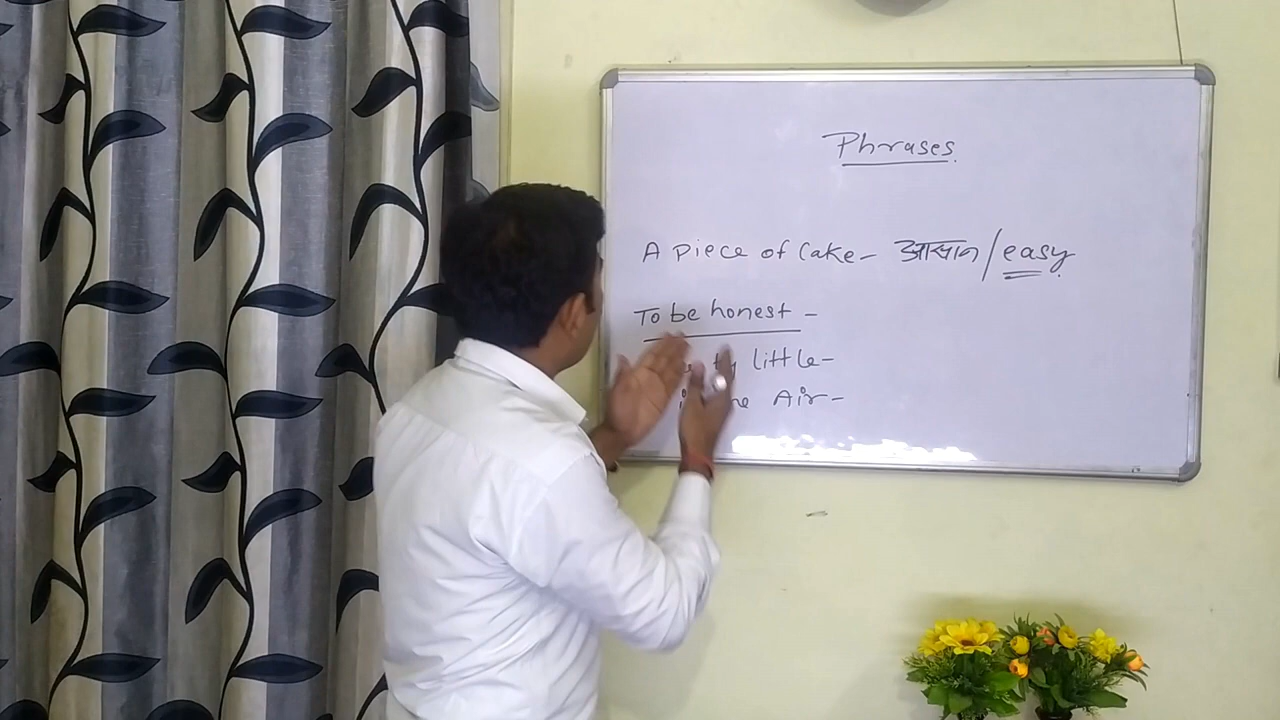 Phrases
A piece of Cake - आसान / easy
To be honest -
little -
Air -